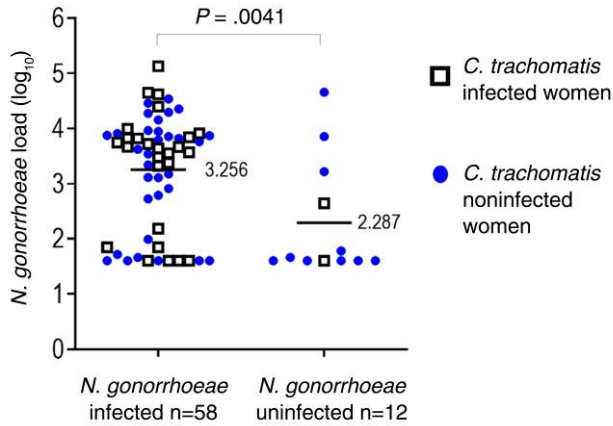 P = .0041
N. gonorrhoeae load (log10)
6
5
4
3
2
1
0
3.256
2.287
N. gonorrhoeae
infected n=58
N. gonorrhoeae
uninfected n=12
C. trachomatis
infected women
C. trachomatis
noninfected
women